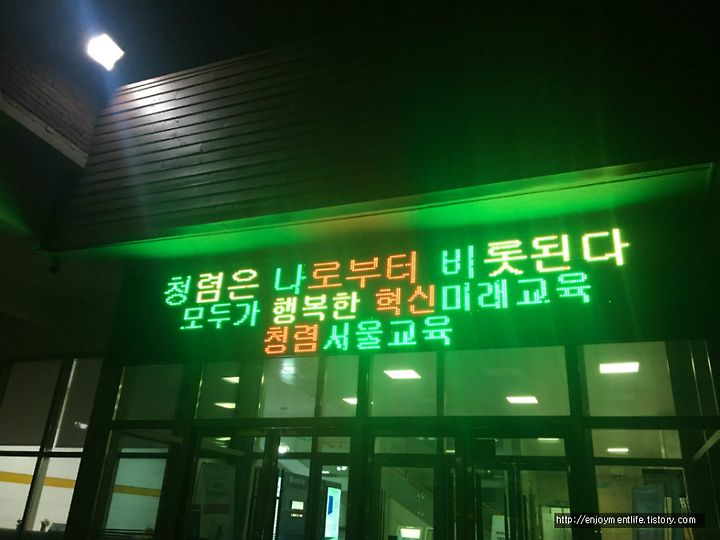 청렴은 나로부터 비롯된다
모두가 행복한 혁신미래교육
청렴서울교육
http://enjoymentlife.tistory.com